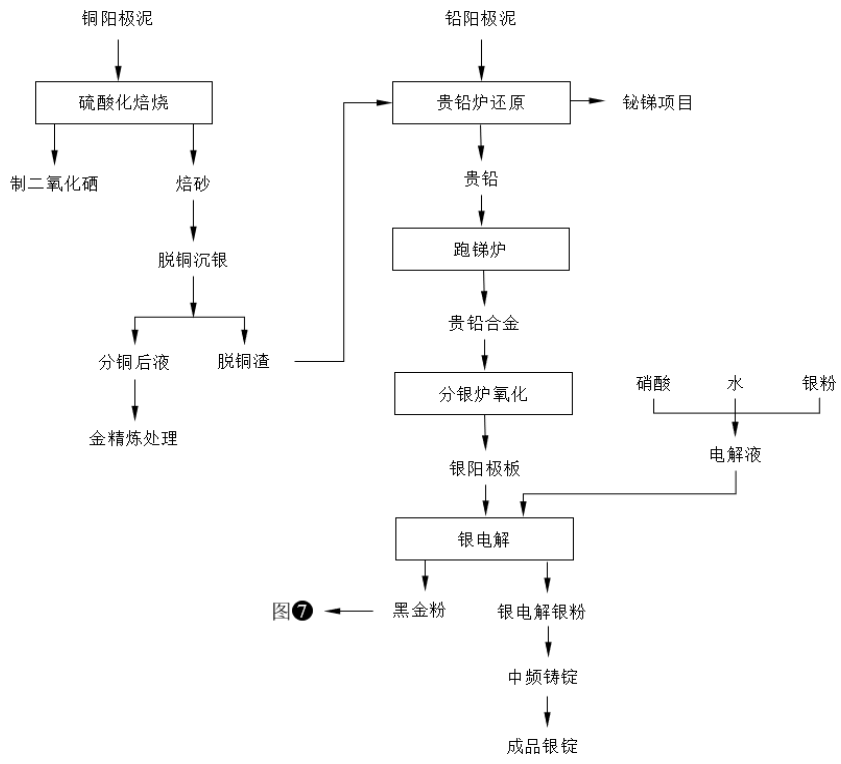 铜阳极泥
铅阳极泥
硫酸化焙烧
贵铅炉还原
铋锑项目
制二氧化硒
焙砂
贵铅
脱铜沉银
跑锑炉
分铜后液
脱铜渣
贵铅合金
金精炼处理
分银炉氧化
硝酸
水
银粉
电解液
银阳极板
银电解
图❼
黑金粉
银电解银粉
中频铸锭
成品银锭